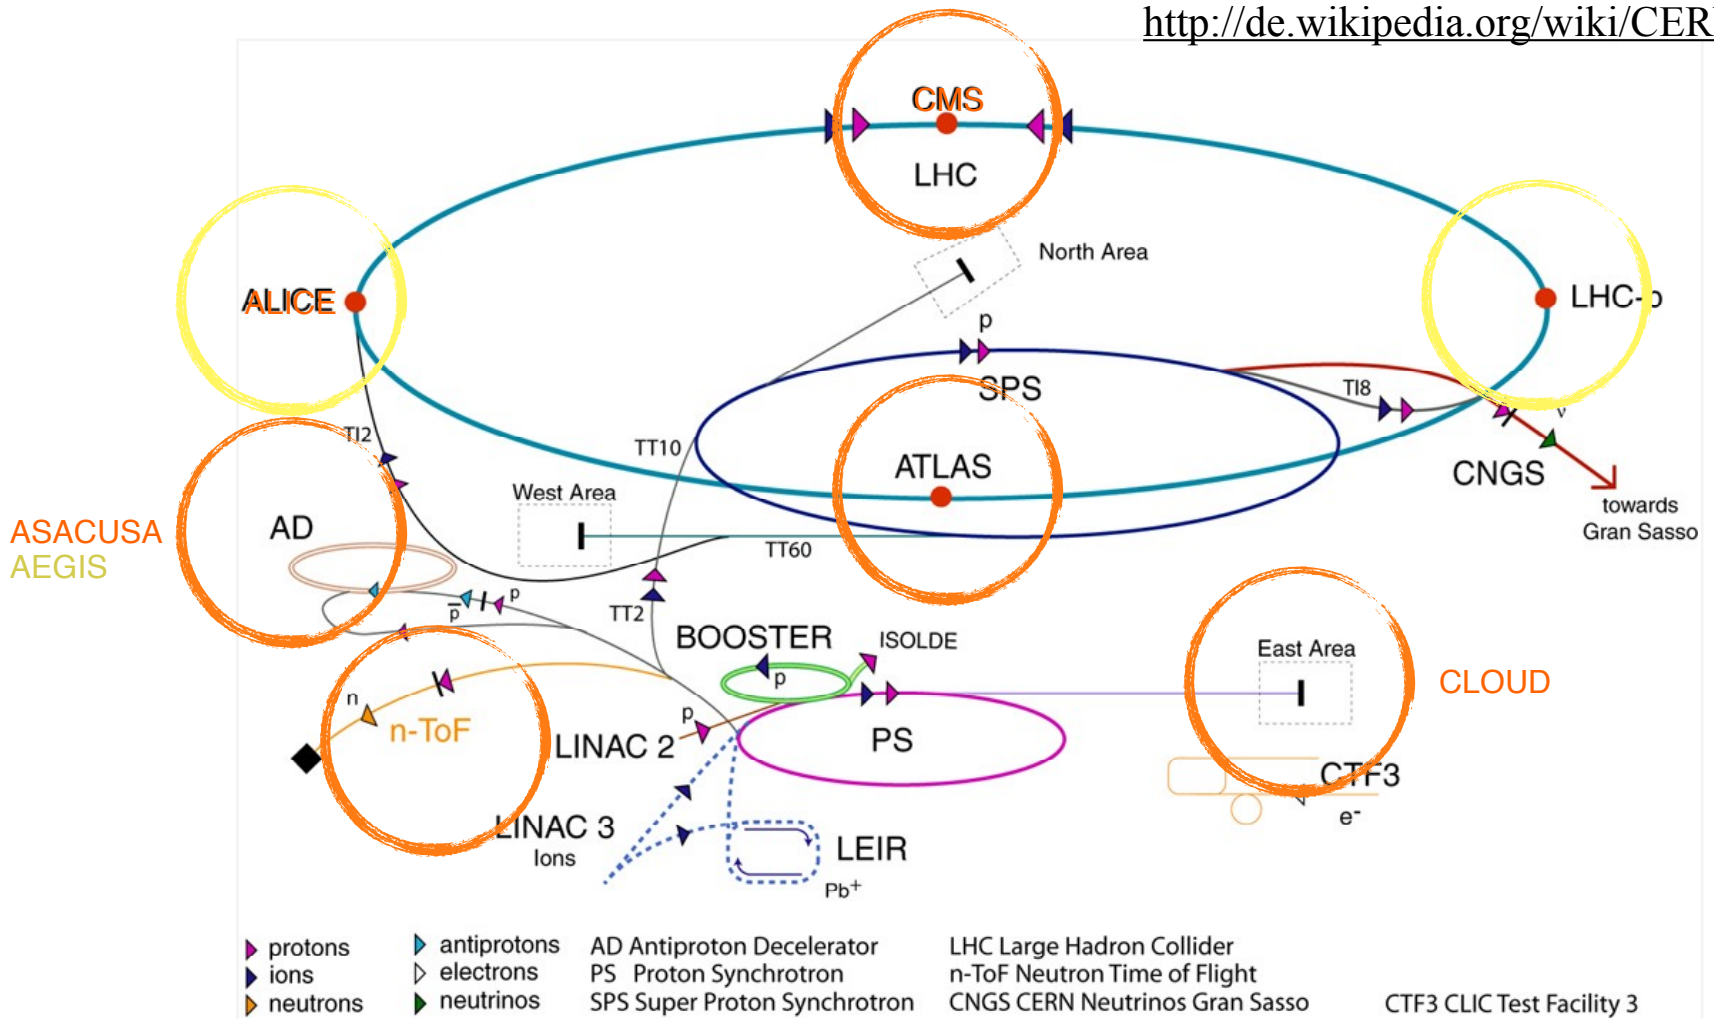 http://de.wikipedia.org/wiki/CER
CMS
LHC
North Area
ALICE
LHC-b
p
SPS
TI8
ν
TI2
TT10
ATLAS
CNGS
West Area
towards
Gran Sasso
ASACUSA
AEGIS
AD
TT60
p
p̅
TT2
BOOSTER
ISOLDE
East Area
CLOUD
p
n
n-ToF
p
LINAC 2
PS
CTF3
e-
LINAC 3
Ions
LEIR
Pb+
protons
antiprotons
AD Antiproton Decelerator
LHC Large Hadron Collider
ions
electrons
PS Proton Synchrotron
n-ToF Neutron Time of Flight
neutrons
neutrinos
SPS Super Proton Synchrotron
CNGS CERN Neutrinos Gran Sasso
CTF3 CLIC Test Facility 3